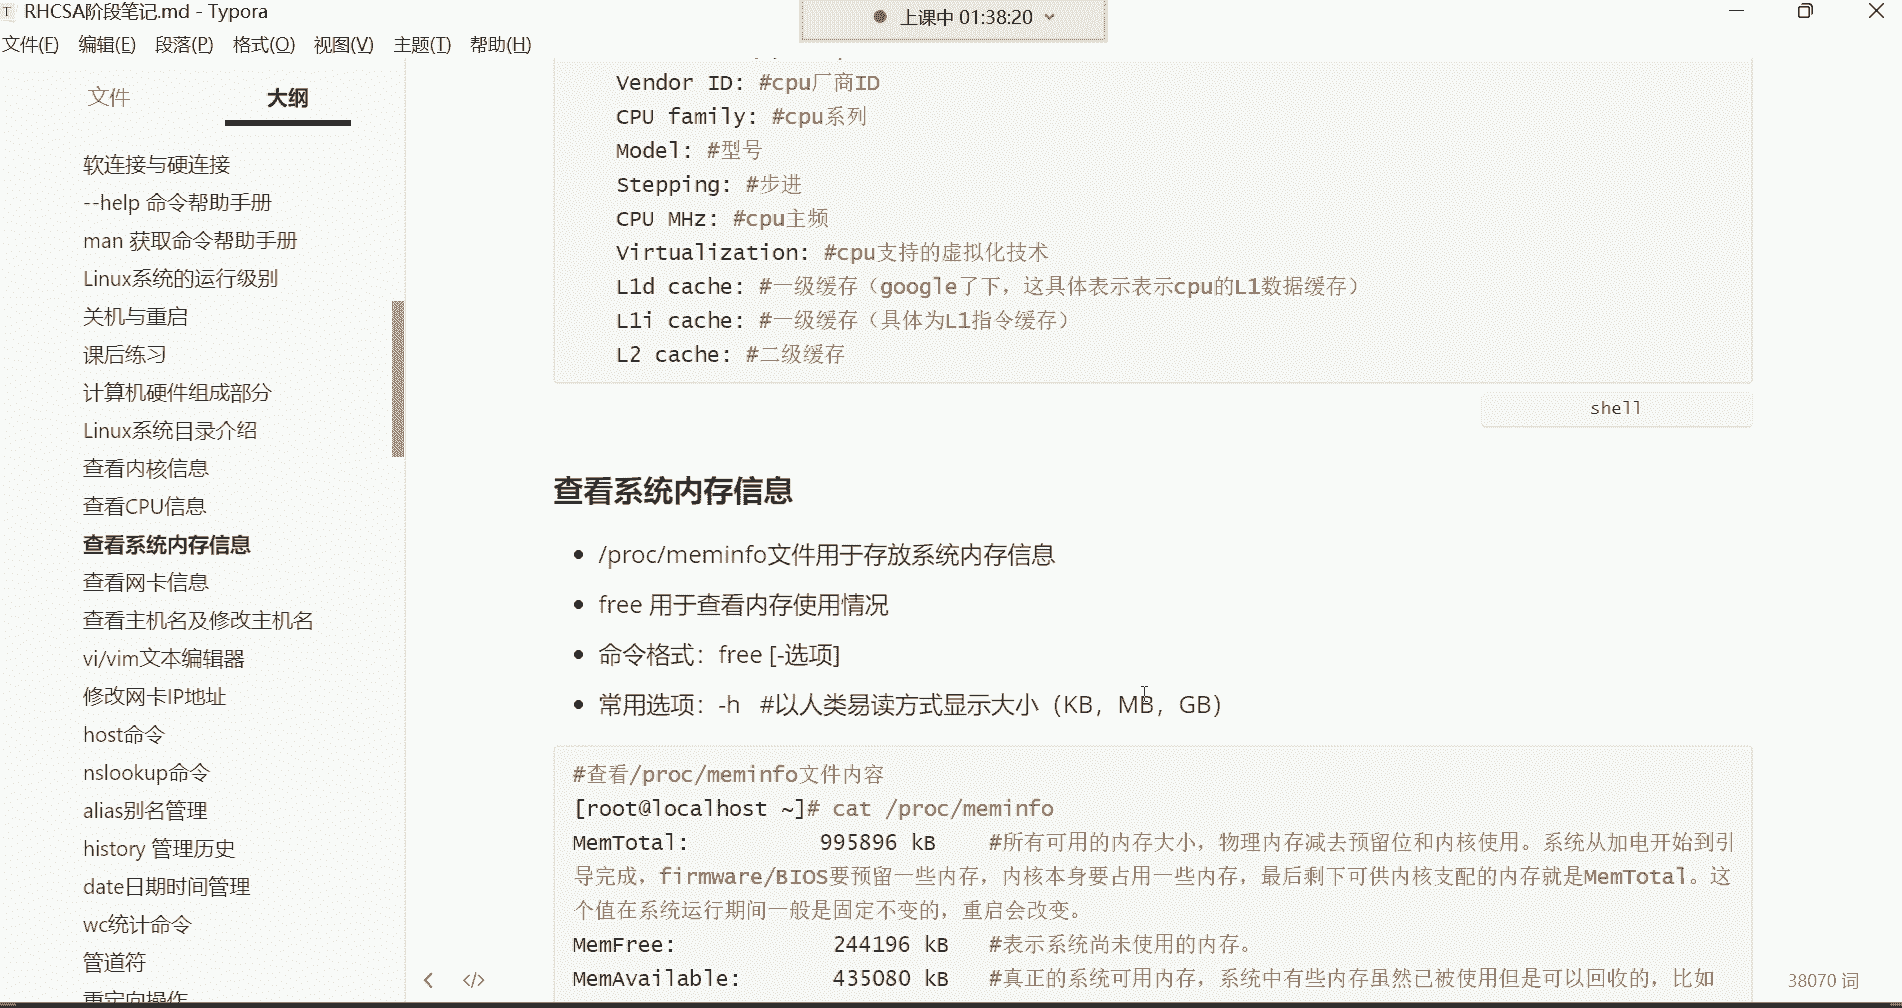 RHCSA阶段笔记.md - Typora
上课中 01:38:20
文件(F) 编辑(E) 段落(P) 格式(O) 视图(V) 主题(T) 帮助(H)
文件 大纲
软连接与硬连接
--help 命令帮助手册
man 获取命令帮助手册
Linux系统的运行级别
关机与重启
课后练习
计算机硬件组成部分
Linux系统目录介绍
查看内核信息
查看CPU信息
查看系统内存信息
查看网卡信息
查看主机名及修改主机名
vi/vim文本编辑器
修改网卡IP地址
host命令
nslookup命令
alias别名管理
history 管理历史
date日期时间管理
wc统计命令
管道符
重定向操作
Vendor ID: #cpu厂商ID
CPU family: #cpu系列
Model: #型号
Stepping: #步进
CPU MHz: #cpu主频
Virtualization: #cpu支持的虚拟化技术
L1d cache: #一级缓存（google了下，这具体表示表示cpu的L1数据缓存）
L1i cache: #一级缓存（具体为L1指令缓存）
L2 cache: #二级缓存
shell
查看系统内存信息
/proc/meminfo文件用于存放系统内存信息
free 用于查看内存使用情况
命令格式：free [-选项]
常用选项：-h #以人类易读方式显示大小（KB，MB，GB）
#查看/proc/meminfo文件内容
[root@localhost ~]# cat /proc/meminfo
MemTotal: 995896 kB #所有可用的内存大小，物理内存减去预留位和内核使用。系统从加电开始到引
导完成，firmware/BIOS要预留一些内存，内核本身要占用一些内存，最后剩下可供内核支配的内存就是MemTotal。这
个值在系统运行期间一般是固定不变的，重启会改变。
MemFree: 244196 kB #表示系统尚未使用的内存。
MemAvailable: 435080 kB #真正的系统可用内存，系统中有些内存虽然已被使用但是可以回收的，比如
38070 词